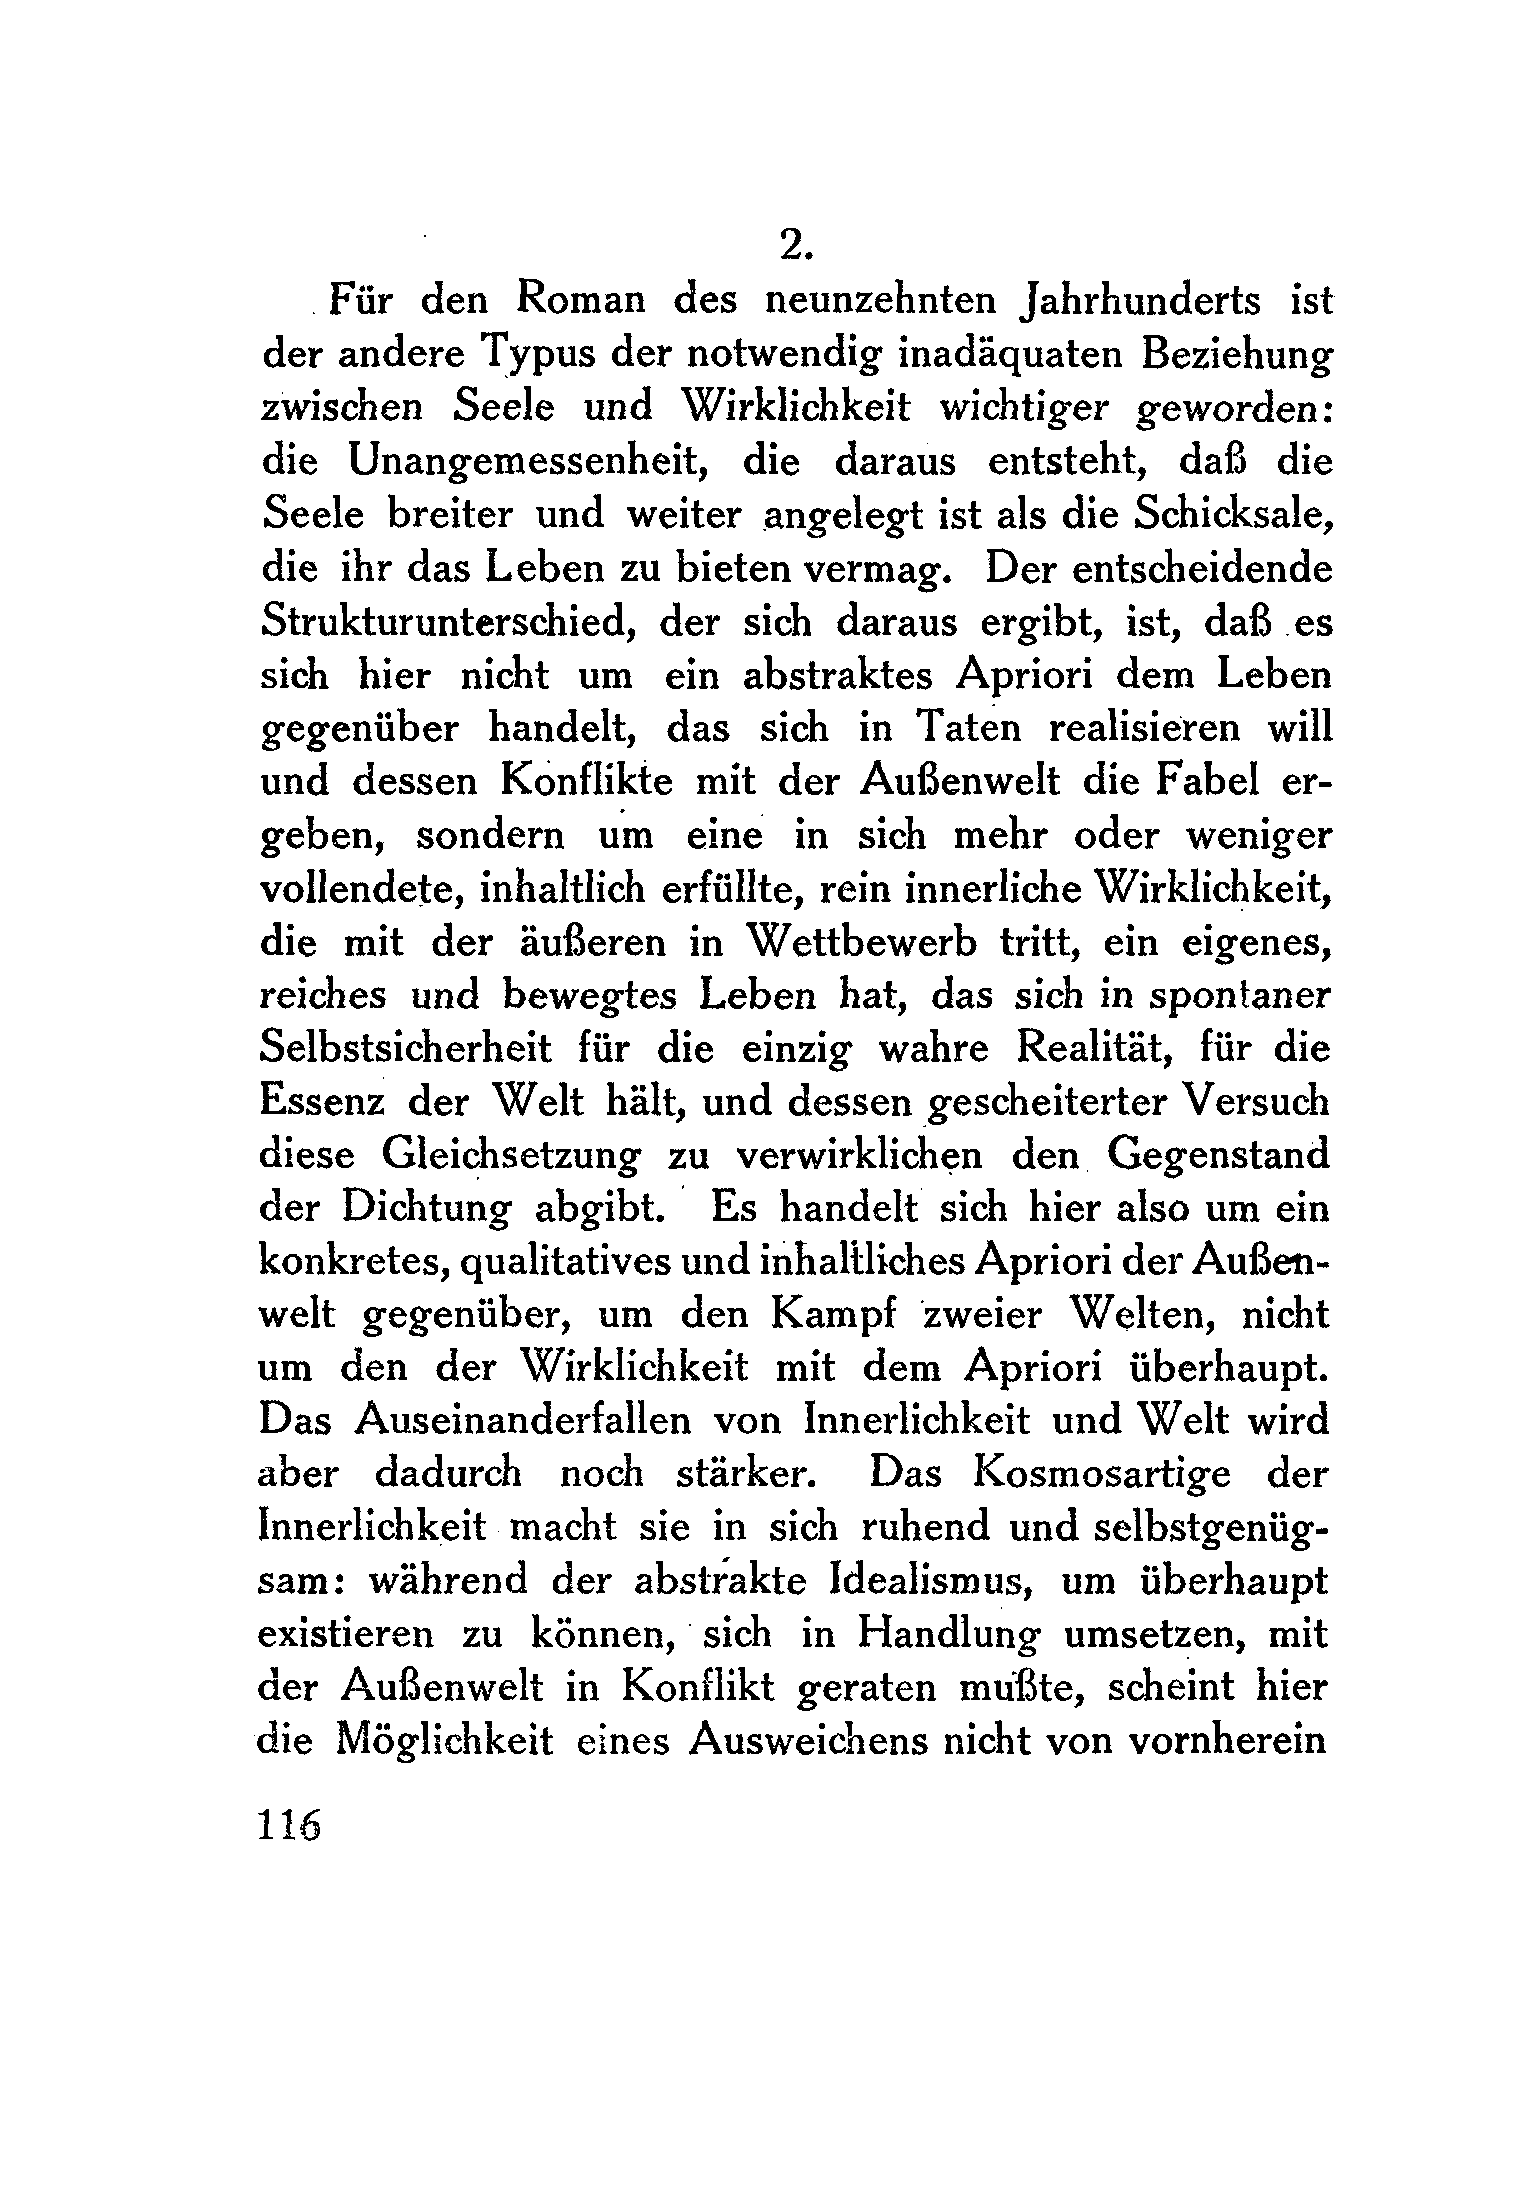 2.
Für den Roman des neunzehnten Jahrhunderts ist
der andere Typus der notwendig inadäquaten Beziehung
zwischen Seele und Wirklichkeit wichtiger geworden:
die Unangemessenheit, die daraus entsteht, daß die
Seele breiter und weiter angelegt ist als die Schicksale,
die ihr das Leben zu bieten vermag. Der entscheidende
Strukturunterschied, der sich daraus ergibt, ist, daß es
sich hier nicht um ein abstraktes Apriori dem Leben
gegenüber handelt, das sich in Taten realisieren will
und dessen Konflikte mit der Außenwelt die Fabel er-
geben, sondern um eine in sich mehr oder weniger
vollendete, inhaltlich erfüllte, rein innerliche Wirklichkeit,
die mit der äußeren in Wettbewerb tritt, ein eigenes,
reiches und bewegtes Leben hat, das sich in spontaner
Selbstsicherheit für die einzig wahre Realität, für die
Essenz der Welt hält, und dessen gescheiterter Versuch
diese Gleichsetzung zu verwirklichen den Gegenstand
der Dichtung abgibt. Es handelt sich hier also um ein
konkretes, qualitatives und inhaltliches Apriori der Außen-
welt gegenüber, um den Kampf zweier Welten, nicht
um den der Wirklichkeit mit dem Apriori überhaupt.
Das Auseinanderfallen von Innerlichkeit und Welt wird
aber dadurch noch stärker. Das Kosmosartige der
Innerlichkeit macht sie in sich ruhend und selbstgenüg-
sam: während der abstrakte Idealismus, um überhaupt
existieren zu können, sich in Handlung umsetzen, mit
der Außenwelt in Konflikt geraten mußte, scheint hier
die Möglichkeit eines Ausweichens nicht von vornherein
116